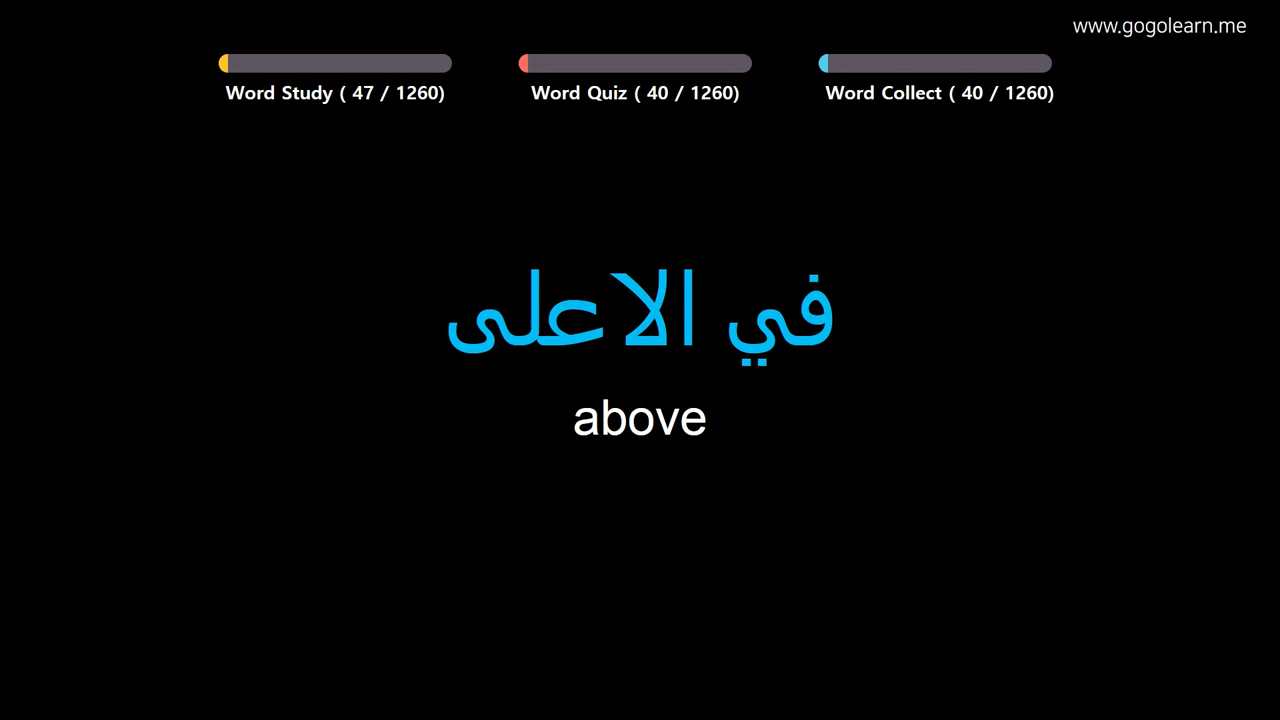 www.gogolearn.me
Word Study ( 47 / 1260)
Word Quiz ( 40 / 1260)
Word Collect ( 40 / 1260)
في الاعلى
above